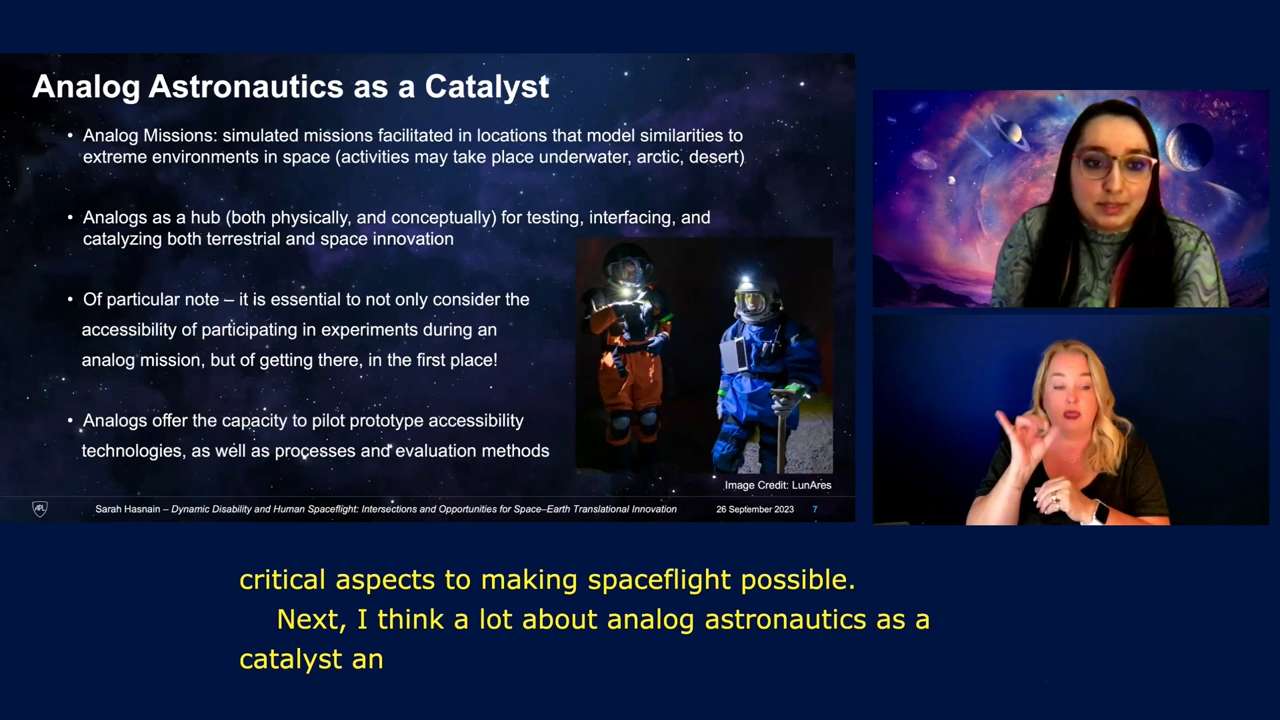 Analog Astronautics as a Catalyst
• Analog Missions: simulated missions facilitated in locations that model similarities to
extreme environments in space (activities may take place underwater, arctic, desert)
• Analogs as a hub (both physically, and conceptually) for testing, interfacing, and
catalyzing both terrestrial and space innovation
• Of particular note – it is essential to not only consider the
accessibility of participating in experiments during an
analog mission, but of getting there, in the first place!
• Analogs offer the capacity to pilot prototype accessibility
technologies, as well as processes and evaluation methods
Image Credit: LunAres
APL
Sarah Hasnain – Dynamic Disability and Human Spaceflight: Intersections and Opportunities for Space–Earth Translational Innovation
26 September 2023 7
critical aspects to making spaceflight possible.
Next, I think a lot about analog astronautics as a
catalyst an